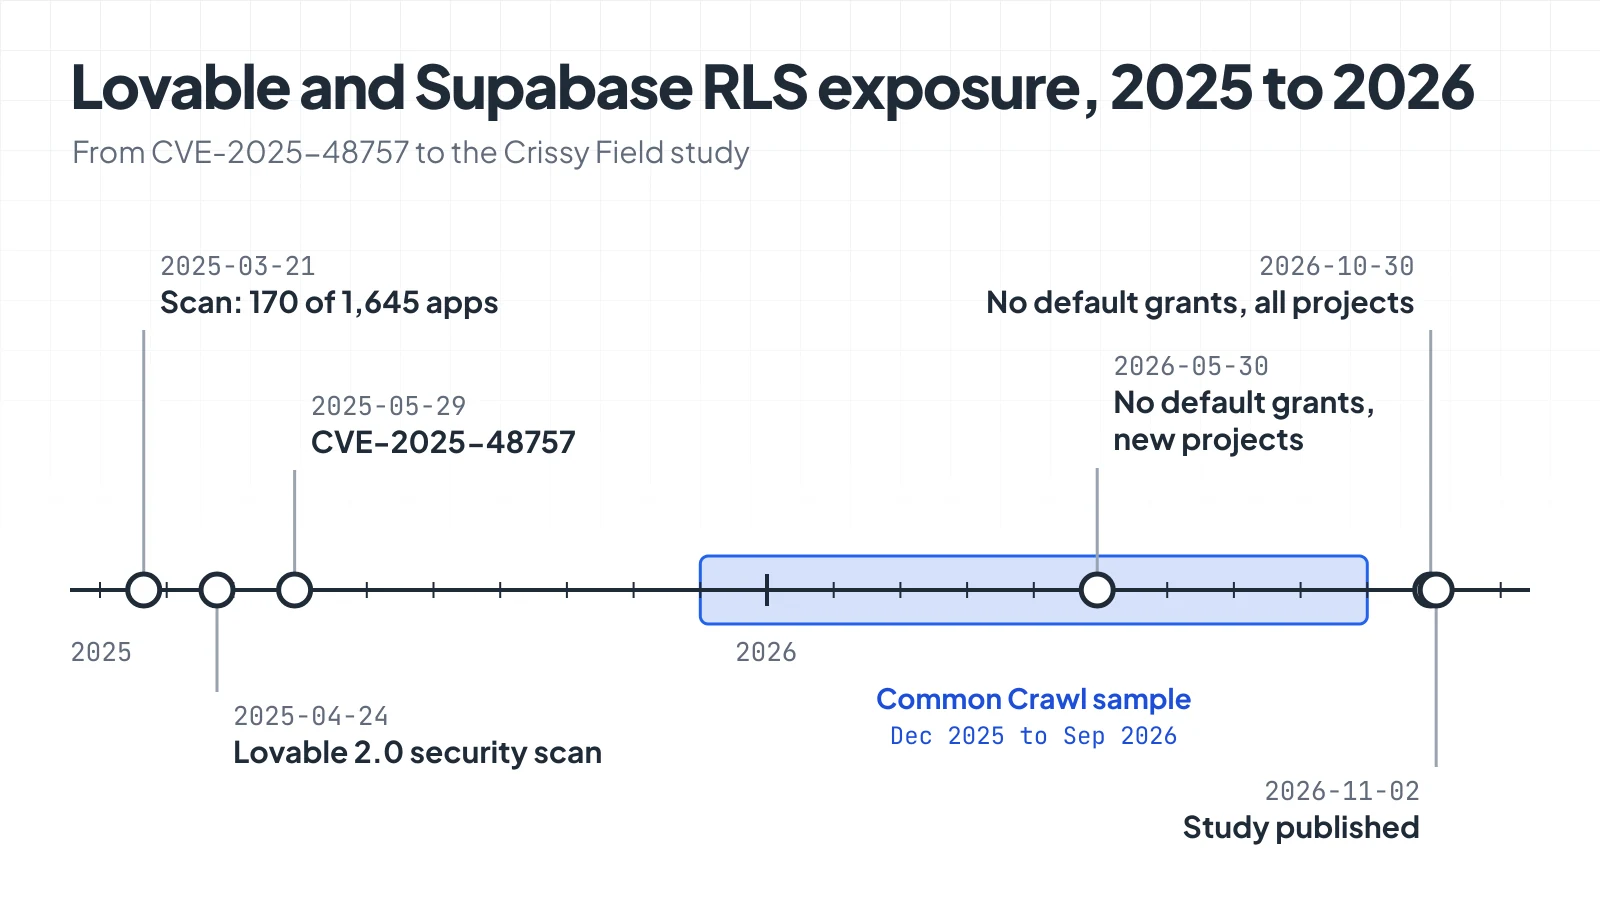 Lovable and Supabase RLS exposure, 2025 to 2026
From CVE-2025-48757 to the Crissy Field study
2025-03-21
Scan: 170 of 1,645 apps
2026-10-30
No default grants, all projects
2026-05-30
No default grants,
new projects
2025-05-29
CVE-2025-48757
2025
2026
Common Crawl sample
Dec 2025 to Sep 2026
2025-04-24
Lovable 2.0 security scan
2026-11-02
Study published